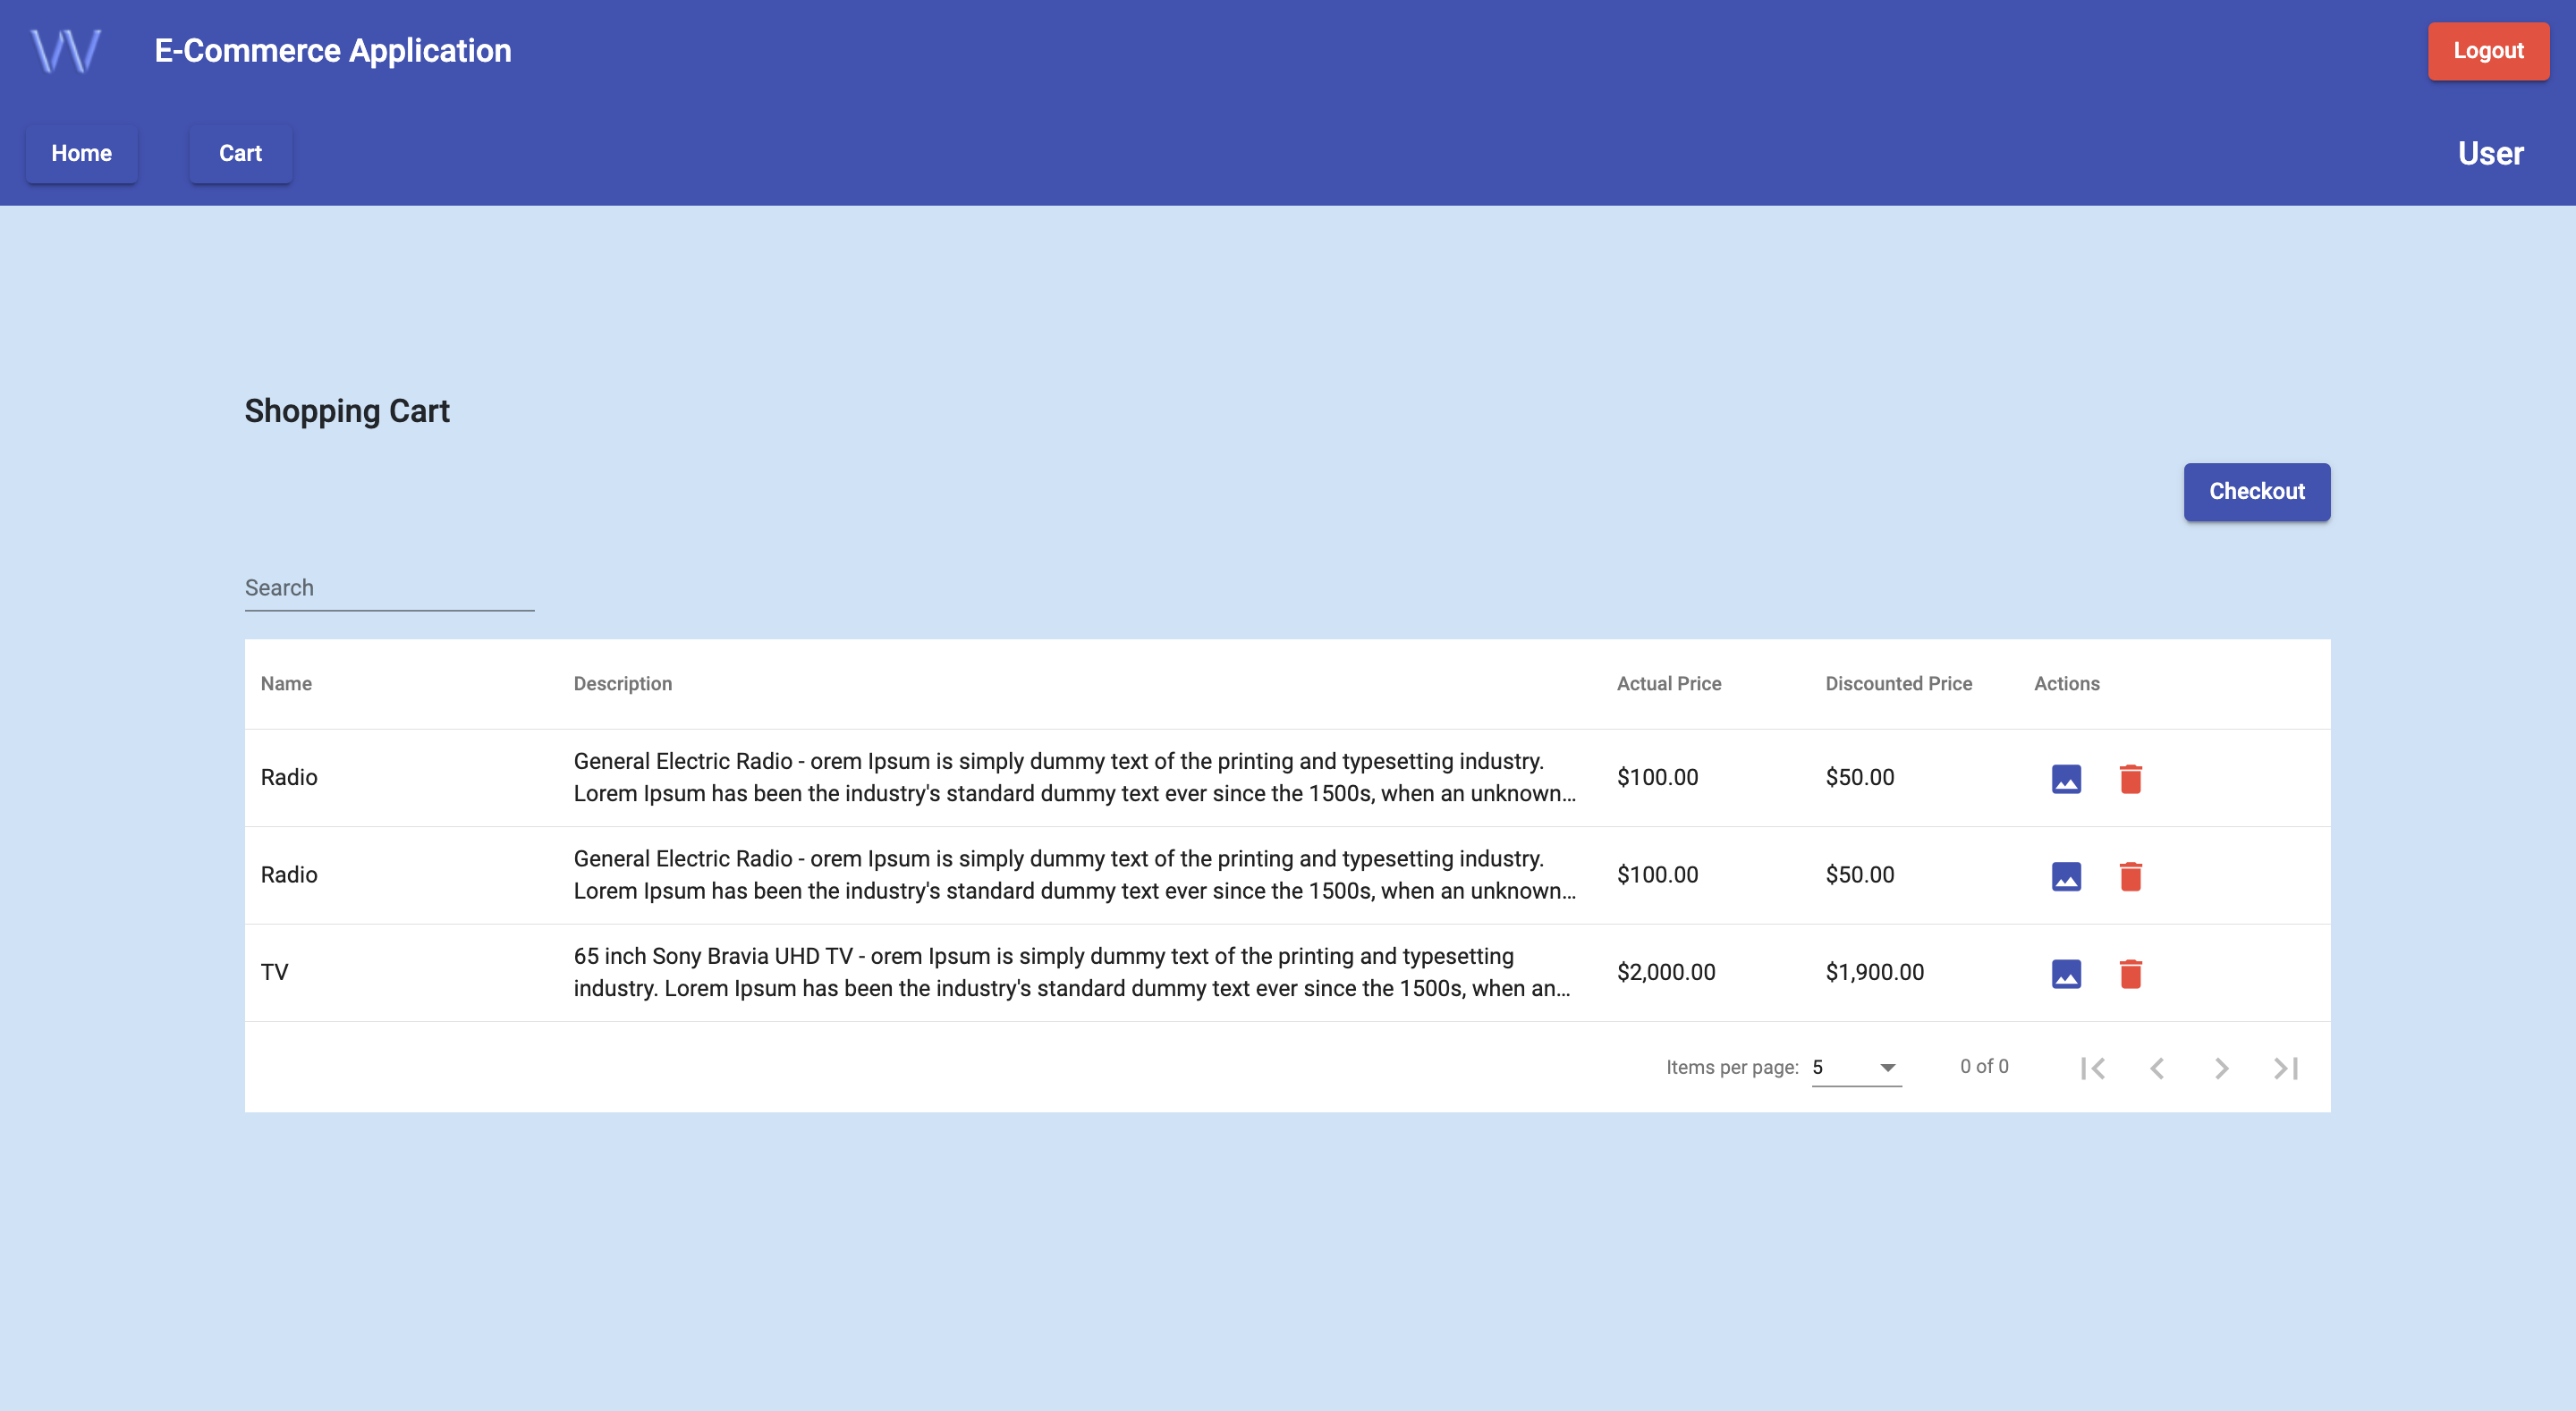 W
E-Commerce Application
Logout
Home
Cart
User
Shopping Cart
Checkout
Search
Name Description Actual Price Discounted Price Actions
Radio
General Electric Radio - orem Ipsum is simply dummy text of the printing and typesetting industry.
Lorem Ipsum has been the industry's standard dummy text ever since the 1500s, when an unknown...
$100.00 $50.00
Radio
General Electric Radio - orem Ipsum is simply dummy text of the printing and typesetting industry.
Lorem Ipsum has been the industry's standard dummy text ever since the 1500s, when an unknown...
$100.00 $50.00
TV
65 inch Sony Bravia UHD TV - orem Ipsum is simply dummy text of the printing and typesetting
industry. Lorem Ipsum has been the industry's standard dummy text ever since the 1500s, when an...
$2,000.00 $1,900.00
Items per page: 5 0 of 0